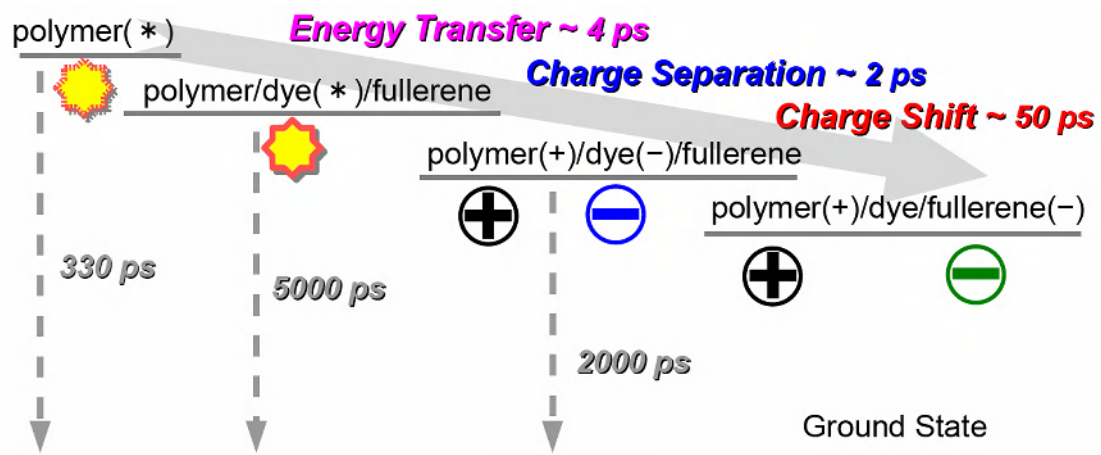 polymer(*)
Energy Transfer ~ 4 ps
polymer/dye(*)/fullerene
Charge Separation ~ 2 ps
Charge Shift ~ 50 ps
polymer(+)/dye(−)/fullerene
polymer(+)/dye/fullerene(−)
330 ps
5000 ps
2000 ps
Ground State